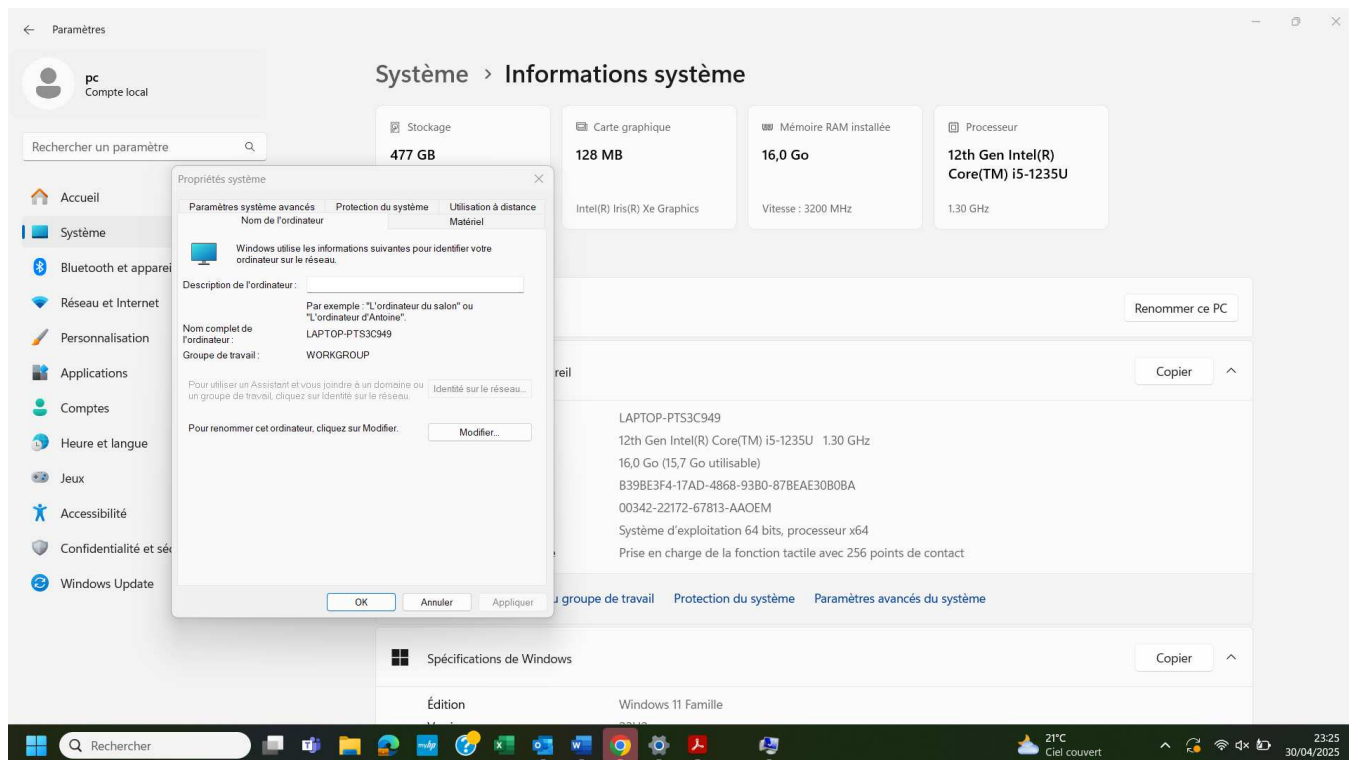 Paramètres
pc
Compte local
Rechercher un paramètre
Accueil
Système
Bluetooth et apparei
Réseau et Internet
Personnalisation
Applications
Comptes
Heure et langue
Jeux
Accessibilité
Confidentialité et sé
Windows Update
Système > Informations système
Stockage
477 GB
Carte graphique
128 MB
Intel(R) Iris(R) Xe Graphics
Mémoire RAM installée
16,0 Go
Vitesse : 3200 MHz
Processeur
12th Gen Intel(R)
Core(TM) i5-1235U
1.30 GHz
Propriétés système
Paramètres système avancés Protection du système Utilisation à distance
Nom de l'ordinateur Matériel
Windows utilise les informations suivantes pour identifier votre
ordinateur sur le réseau.
Description de l'ordinateur :
Par exemple : "L'ordinateur du salon" ou
"L'ordinateur d'Antoine".
Nom complet de
l'ordinateur :
LAPTOP-PTS3C949
Groupe de travail : WORKGROUP
Pour utiliser un Assistant et vous joindre à un domaine ou
un groupe de travail, cliquez sur Identité sur le réseau.
Identité sur le réseau...
Pour renommer cet ordinateur, cliquez sur Modifier.
Modifier...
OK Annuler Appliquer
Renommer ce PC
reil
Copier
LAPTOP-PTS3C949
12th Gen Intel(R) Core(TM) i5-1235U 1.30 GHz
16,0 Go (15,7 Go utilisable)
B39BE3F4-17AD-4868-93B0-87BEAE30B0BA
00342-22172-67813-AAOEM
Système d'exploitation 64 bits, processeur x64
Prise en charge de la fonction tactile avec 256 points de contact
u groupe de travail Protection du système Paramètres avancés du système
Spécifications de Windows
Copier
Édition Windows 11 Famille
Rechercher
21°C
Ciel couvert
23:25
30/04/2025